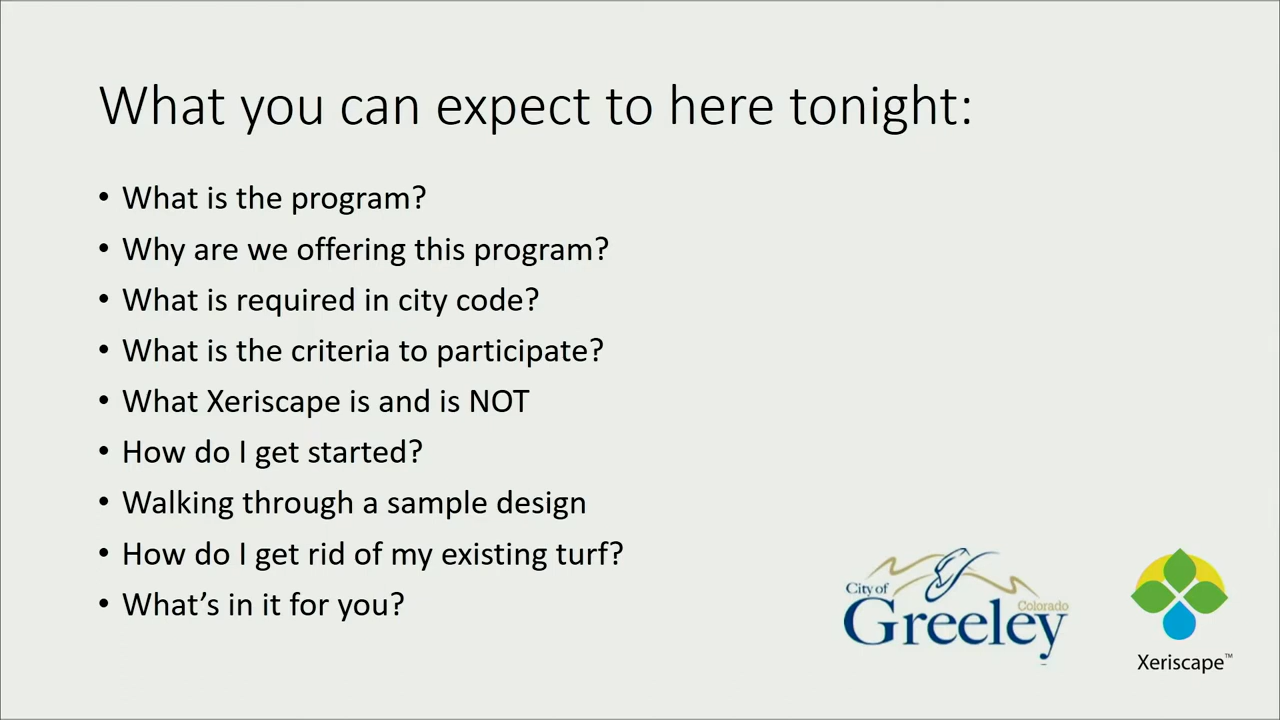 What you can expect to here tonight:
• What is the program?
• Why are we offering this program?
• What is required in city code?
• What is the criteria to participate?
• What Xeriscape is and is NOT
• How do I get started?
• Walking through a sample design
• How do I get rid of my existing turf?
• What's in it for you?
City of
Colorado
Greeley
Xeriscape™